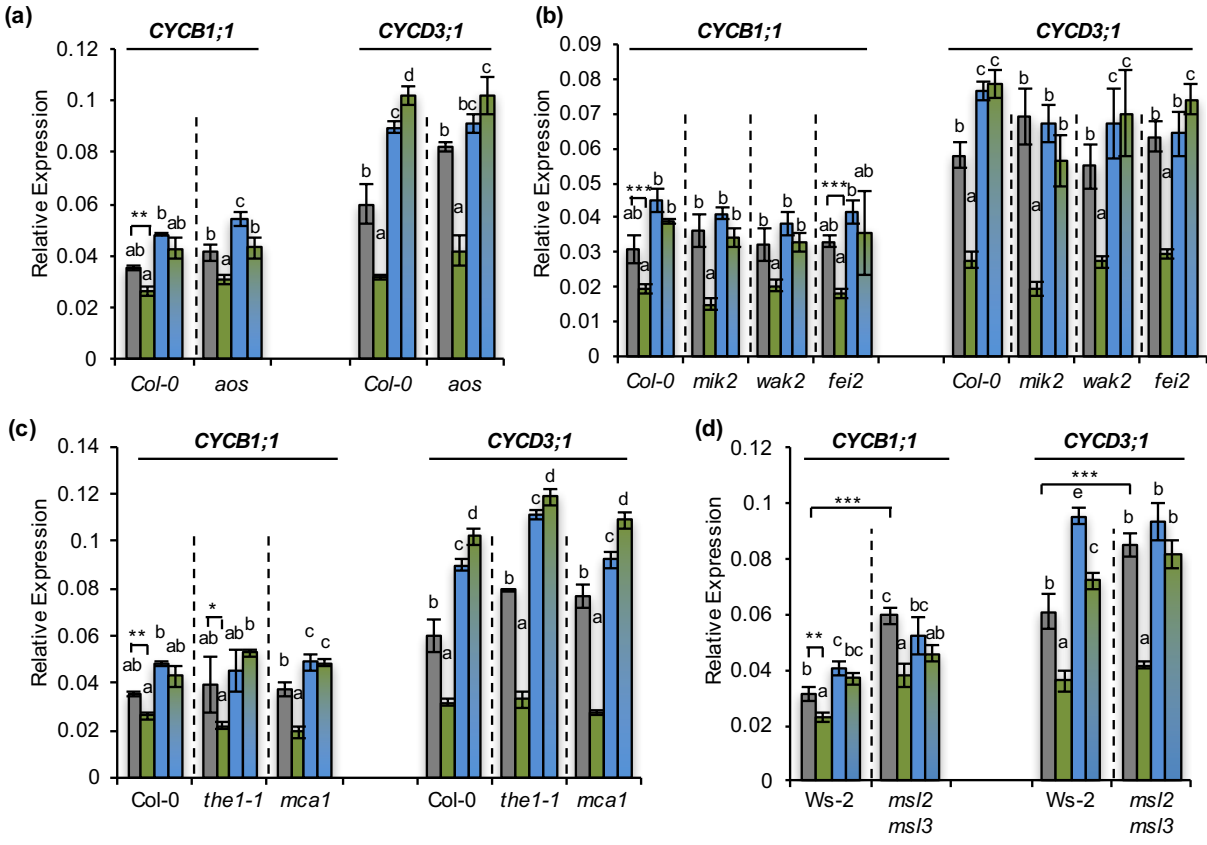 (a)
CYCB1;1 CYCD3;1
Relative Expression
0.12
0.1
0.08
0.06
0.04
0.02
0
** ab a b ab
b a c b
b a c d
b a bc c
Col-0 aos Col-0 aos
(b)
CYCB1;1 CYCD3;1
Relative Expression
0.09
0.08
0.07
0.06
0.05
0.04
0.03
0.02
0.01
0
*** ab a b b
b a b b
b a b b
*** ab a b ab
b a c c
b a b b
b a c c
b a b c
Col-0 mik2 wak2 fei2 Col-0 mik2 wak2 fei2
(c)
CYCB1;1 CYCD3;1
Relative Expression
0.14
0.12
0.1
0.08
0.06
0.04
0.02
0
** ab a b ab
* ab a ab b
b a c c
b a c d
b a c d
b a c d
Col-0 the1-1 mca1 Col-0 the1-1 mca1
(d)
CYCB1;1 CYCD3;1
Relative Expression
0.12
0.1
0.08
0.06
0.04
0.02
0
*** ***
** b a c bc
c a bc ab
b a e c
b a b b
Ws-2 msl2 Ws-2 msl2
msl3 msl3